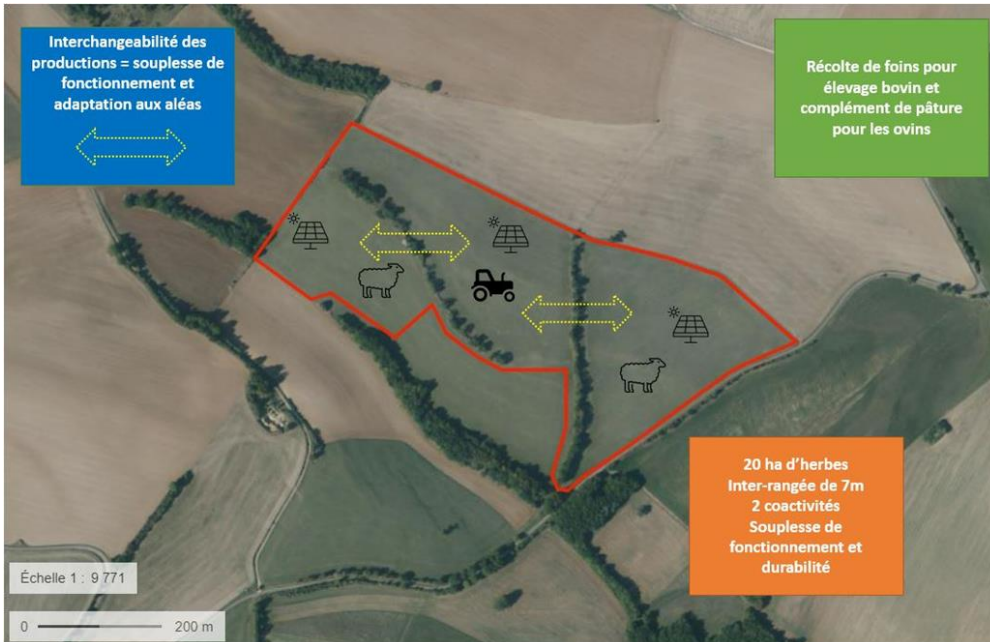 Interchangeabilité des
productions = souplesse de
fonctionnement et
adaptation aux aléas
Récolte de foins pour
élevage bovin et
complément de pâture
pour les ovins
20 ha d'herbes
Inter-rangée de 7m
2 coactivités
Souplesse de
fonctionnement et
durabilité
Échelle 1 : 9 771
0 200 m